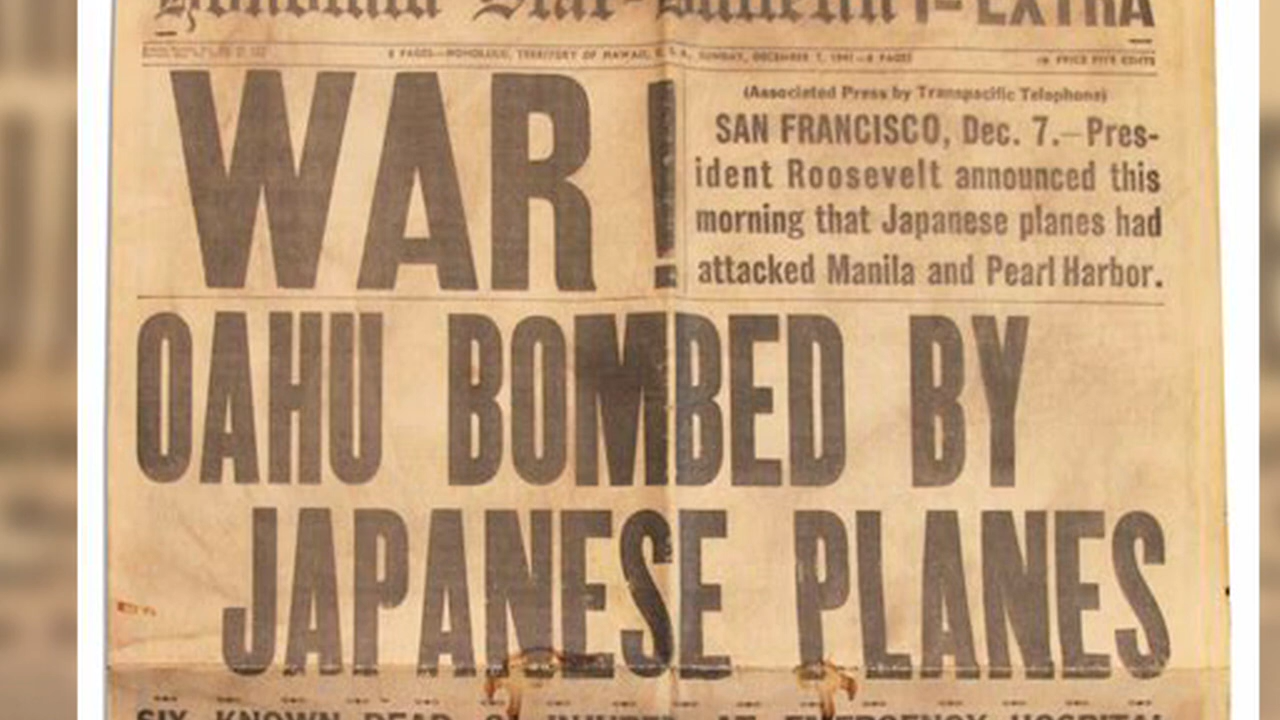 Honolulu Star-Bulletin 1st EXTRA
8 PAGES—HONOLULU, TERRITORY OF HAWAII, U. S. A., SUNDAY, DECEMBER 7, 1941—8 PAGES
PRICE FIVE CENTS
WAR !
(Associated Press by Transpacific Telephone)
SAN FRANCISCO, Dec. 7.—Pres-
ident Roosevelt announced this
morning that Japanese planes had
attacked Manila and Pearl Harbor.
OAHU BOMBED BY
JAPANESE PLANES
SIX KNOWN DEAD, 21 INJURED, AT EMERGENCY HOSPITAL